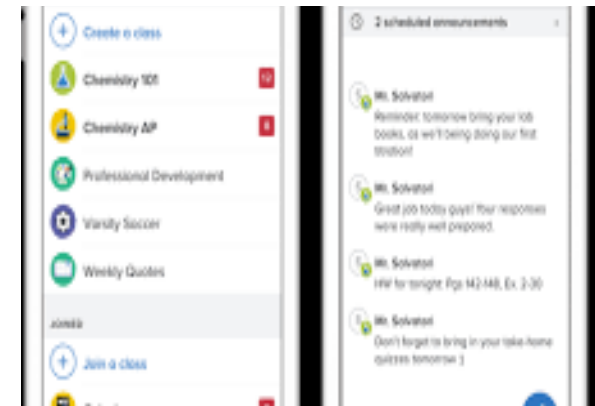 Create a class
Chemistry 101
12
Chemistry AP
Professional Development
Varsity Soccer
Weekly Quotes
JOINED
Join a class
2 scheduled announcements
Mr. Salvatori
Reminder: tomorrow bring your lab
books, as we'll being doing our first
titration!
Mr. Salvatori
Great job today guys! Your responses
were really well prepared.
Mr. Salvatori
HW for tonight: Pgs 142-148, Ex. 2-30
Mr. Salvatori
Don't forget to bring in your take-home
quizzes tomorrow :)